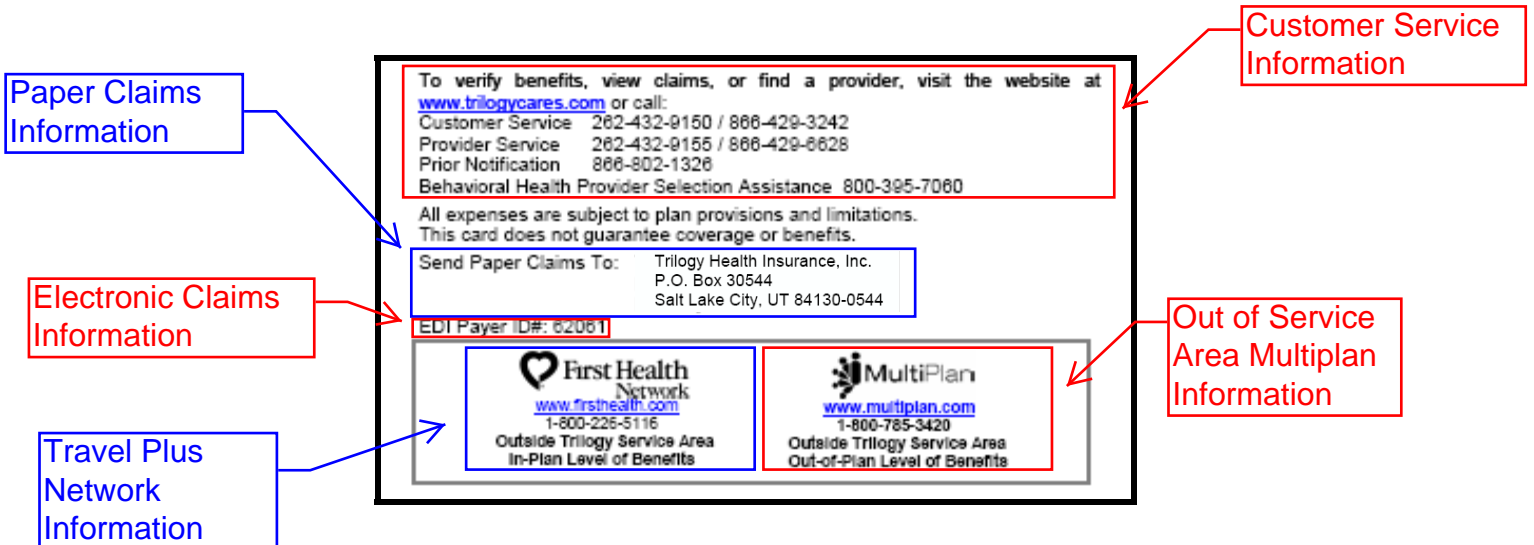 Customer Service
Information
Paper Claims
Information
To verify benefits, view claims, or find a provider, visit the website at
www.trilogycares.com or call:
Customer Service 262-432-9150 / 866-429-3242
Provider Service 262-432-9155 / 866-429-6628
Prior Notification 866-802-1326
Behavioral Health Provider Selection Assistance 800-395-7060
All expenses are subject to plan provisions and limitations.
This card does not guarantee coverage or benefits.
Send Paper Claims To: Trilogy Health Insurance, Inc.
P.O. Box 30544
Salt Lake City, UT 84130-0544
Electronic Claims
Information
EDI Payer ID#: 62061
Out of Service
Area Multiplan
Information
First Health
Network
www.firsthealth.com
1-800-226-5116
Outside Trilogy Service Area
In-Plan Level of Benefits
MultiPlan
www.multiplan.com
1-800-785-3420
Outside Trilogy Service Area
Out-of-Plan Level of Benefits
Travel Plus
Network
Information